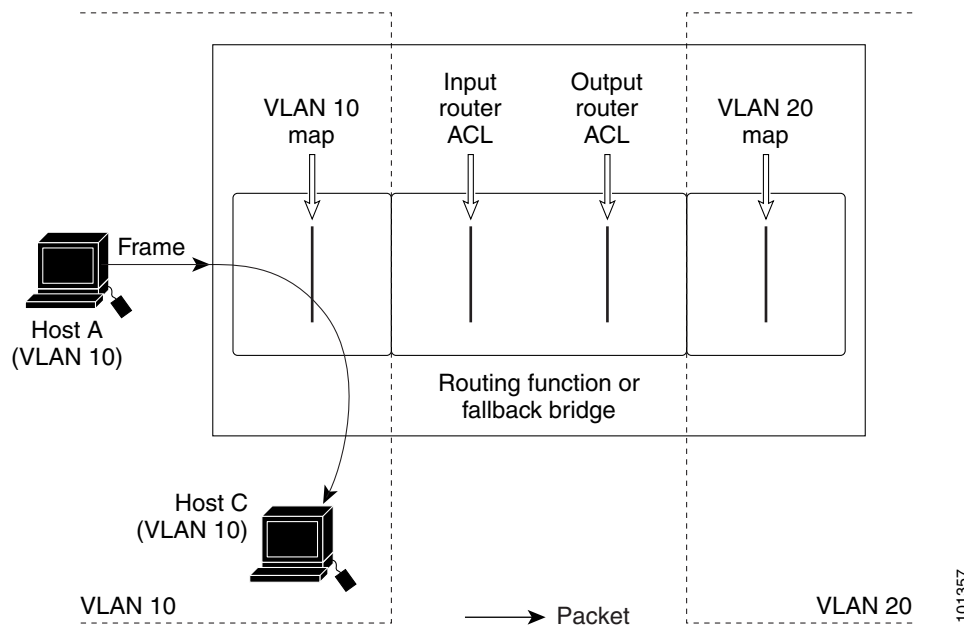 VLAN 10
map
Input
router
ACL
Output
router
ACL
VLAN 20
map
Frame
Host A
(VLAN 10)
Routing function or
fallback bridge
Host C
(VLAN 10)
VLAN 10
Packet
VLAN 20
101357